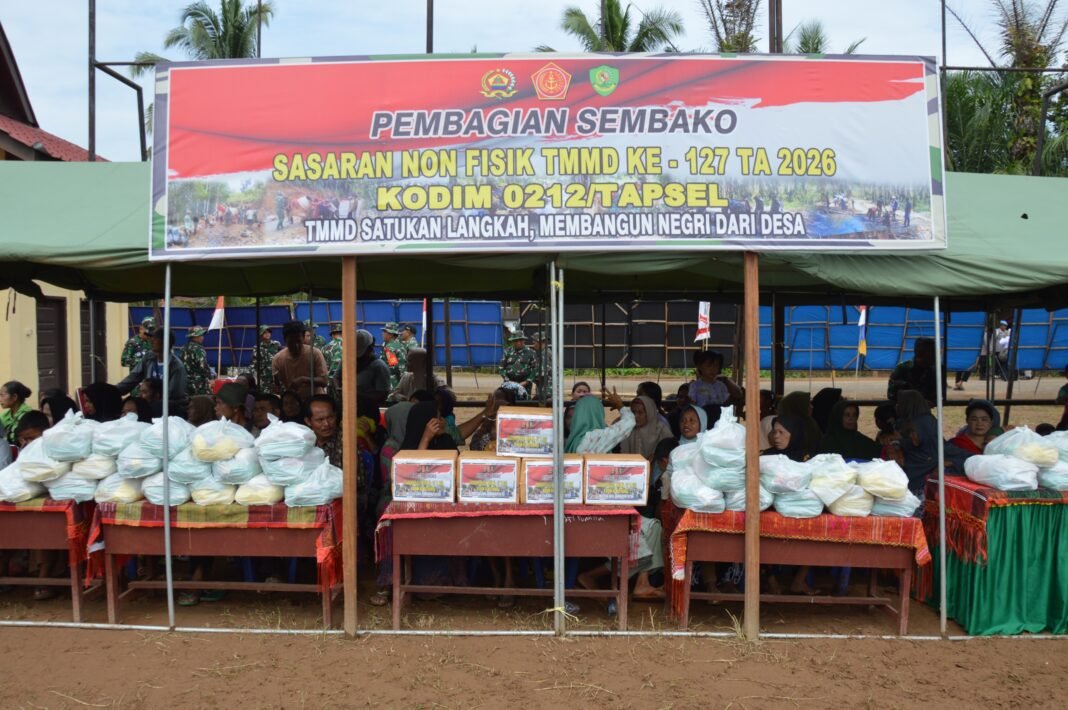 PEMBAGIAN SEMBAKO
SASARAN NON FISIK TMMD KE - 127 TA 2026
KODIM 0212/TAPSEL
TMMD SATUKAN LANGKAH, MEMBANGUN NEGRI DARI DESA